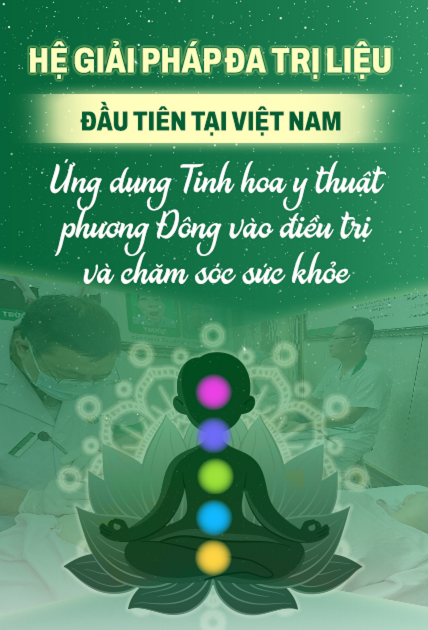 HỆ GIẢI PHÁP ĐA TRỊ LIỆU
ĐẦU TIÊN TẠI VIỆT NAM
Ứng dụng Tinh hoa y thuật
phương Đông vào điều trị
và chăm sóc sức khỏe